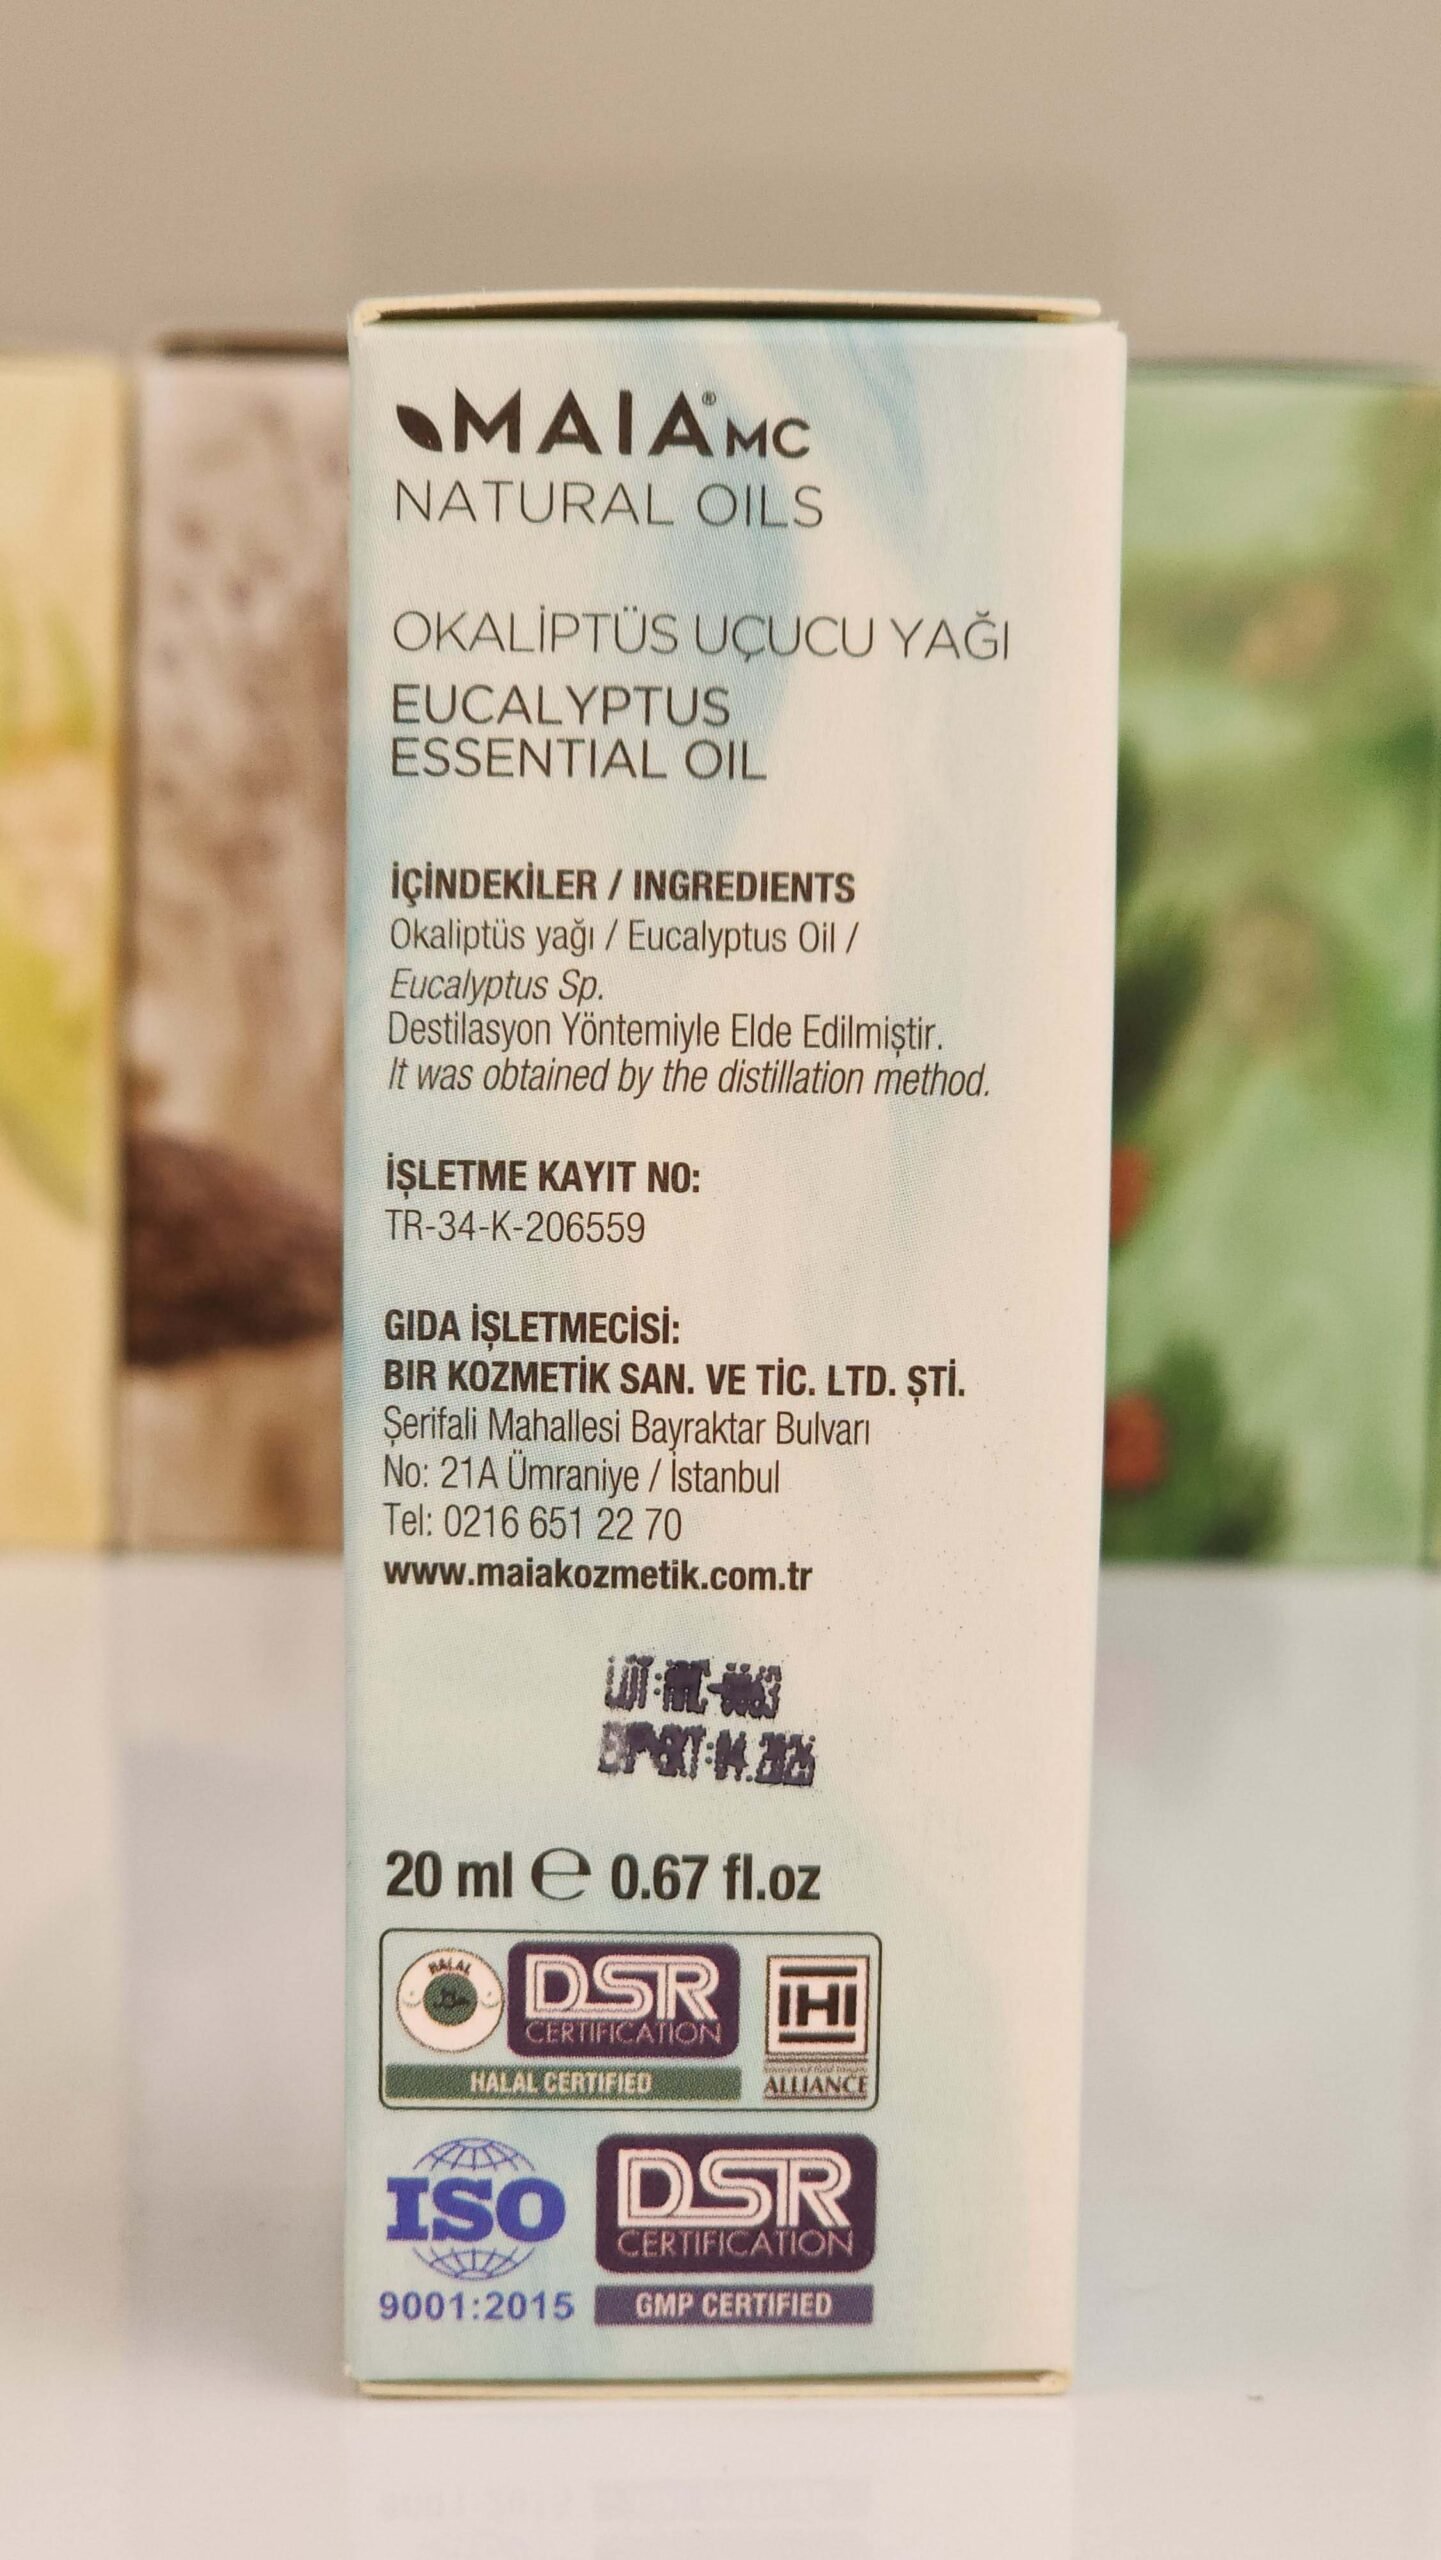 MAIA® MC
NATURAL OILS
OKALİPTÜS UÇUCU YAĞI
EUCALYPTUS
ESSENTIAL OIL
İÇİNDEKİLER / INGREDIENTS
Okaliptüs yağı / Eucalyptus Oil /
Eucalyptus Sp.
Destilasyon Yöntemiyle Elde Edilmiştir.
It was obtained by the distillation method.
İŞLETME KAYIT NO:
TR-34-K-206559
GIDA İŞLETMECİSİ:
BIR KOZMETİK SAN. VE TİC. LTD. ŞTİ.
Şerifali Mahallesi Bayraktar Bulvarı
No: 21A Ümraniye / İstanbul
Tel: 0216 651 22 70
www.maiakozmetik.com.tr
20 ml ℮ 0.67 fl.oz
HALAL
DSR
CERTIFICATION
HALAL CERTIFIED
IHI
ALLIANCE
ISO
9001:2015
DSR
CERTIFICATION
GMP CERTIFIED